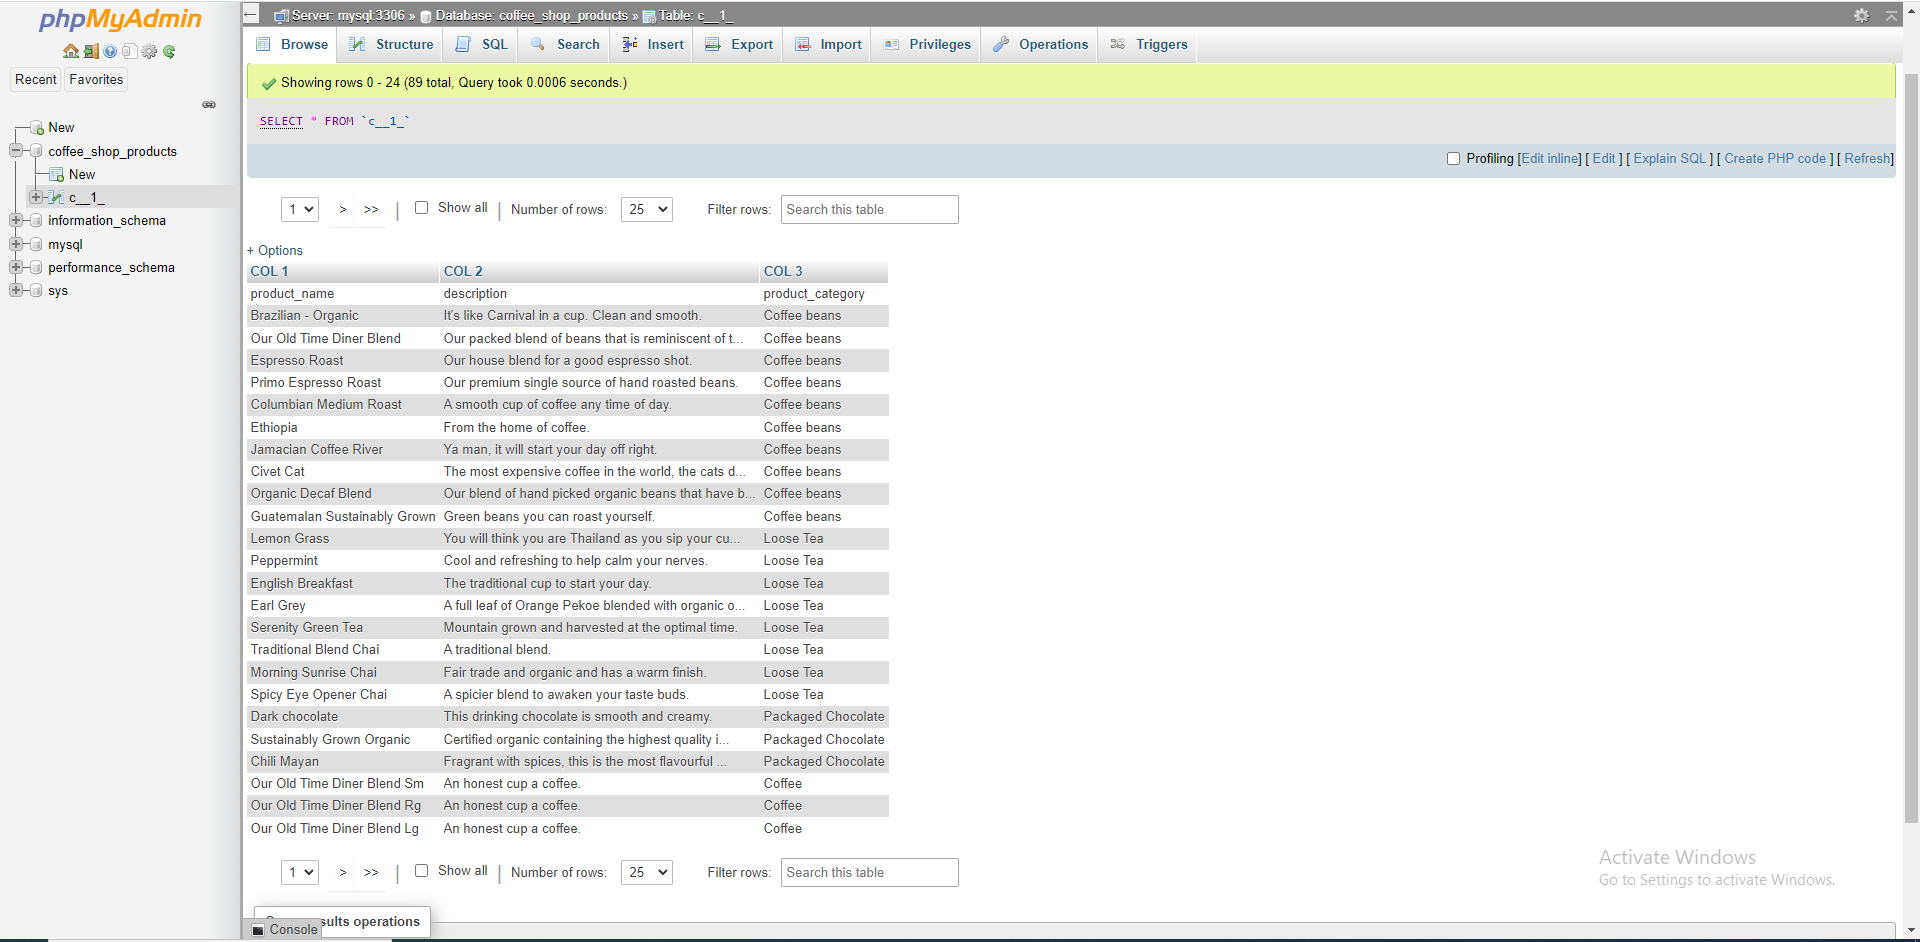 phpMyAdmin
Recent Favorites
New
coffee_shop_products
New
c__1_
information_schema
mysql
performance_schema
sys
Server: mysql:3306 » Database: coffee_shop_products » Table: c__1_
Browse Structure SQL Search Insert Export Import Privileges Operations Triggers
Showing rows 0 - 24 (89 total, Query took 0.0006 seconds.)
SELECT * FROM `c__1_`
Profiling [Edit inline] [ Edit ] [ Explain SQL ] [ Create PHP code ] [ Refresh]
1 > >> | Show all | Number of rows: 25 Filter rows: Search this table
+ Options
COL 1 COL 2 COL 3
product_name description product_category
Brazilian - Organic It's like Carnival in a cup. Clean and smooth. Coffee beans
Our Old Time Diner Blend Our packed blend of beans that is reminiscent of t... Coffee beans
Espresso Roast Our house blend for a good espresso shot. Coffee beans
Primo Espresso Roast Our premium single source of hand roasted beans. Coffee beans
Columbian Medium Roast A smooth cup of coffee any time of day. Coffee beans
Ethiopia From the home of coffee. Coffee beans
Jamacian Coffee River Ya man, it will start your day off right. Coffee beans
Civet Cat The most expensive coffee in the world, the cats d... Coffee beans
Organic Decaf Blend Our blend of hand picked organic beans that have b... Coffee beans
Guatemalan Sustainably Grown Green beans you can roast yourself. Coffee beans
Lemon Grass You will think you are Thailand as you sip your cu... Loose Tea
Peppermint Cool and refreshing to help calm your nerves. Loose Tea
English Breakfast The traditional cup to start your day. Loose Tea
Earl Grey A full leaf of Orange Pekoe blended with organic o... Loose Tea
Serenity Green Tea Mountain grown and harvested at the optimal time. Loose Tea
Traditional Blend Chai A traditional blend. Loose Tea
Morning Sunrise Chai Fair trade and organic and has a warm finish. Loose Tea
Spicy Eye Opener Chai A spicier blend to awaken your taste buds. Loose Tea
Dark chocolate This drinking chocolate is smooth and creamy. Packaged Chocolate
Sustainably Grown Organic Certified organic containing the highest quality i... Packaged Chocolate
Chili Mayan Fragrant with spices, this is the most flavourful ... Packaged Chocolate
Our Old Time Diner Blend Sm An honest cup a coffee. Coffee
Our Old Time Diner Blend Rg An honest cup a coffee. Coffee
Our Old Time Diner Blend Lg An honest cup a coffee. Coffee
1 > >> | Show all | Number of rows: 25 Filter rows: Search this table
operations
Console
Activate Windows
Go to Settings to activate Windows.